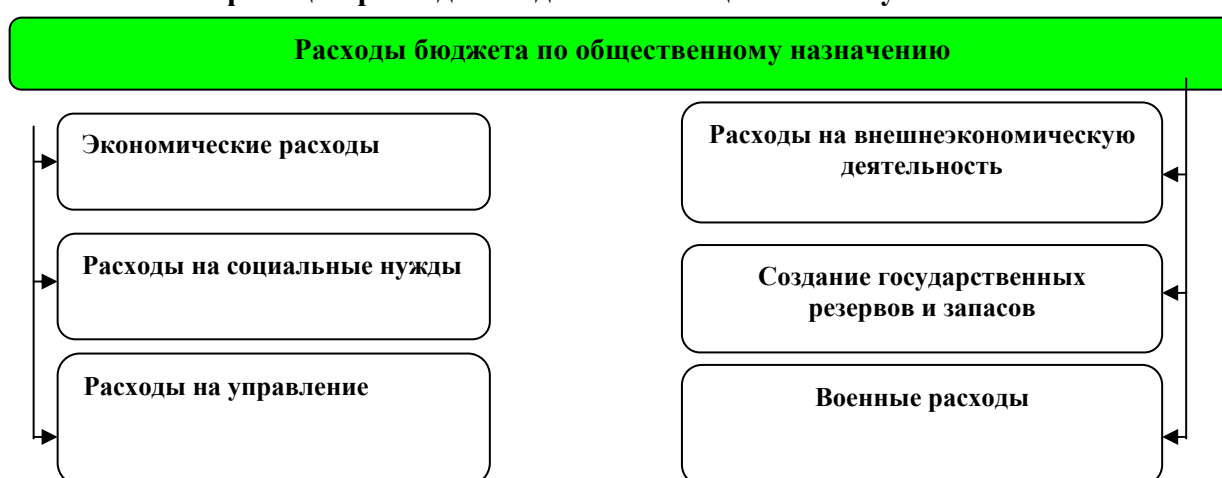 Расходы бюджета по общественному назначению
Экономические расходы
Расходы на социальные нужды
Расходы на управление
Расходы на внешнеэкономическую
деятельность
Создание государственных
резервов и запасов
Военные расходы